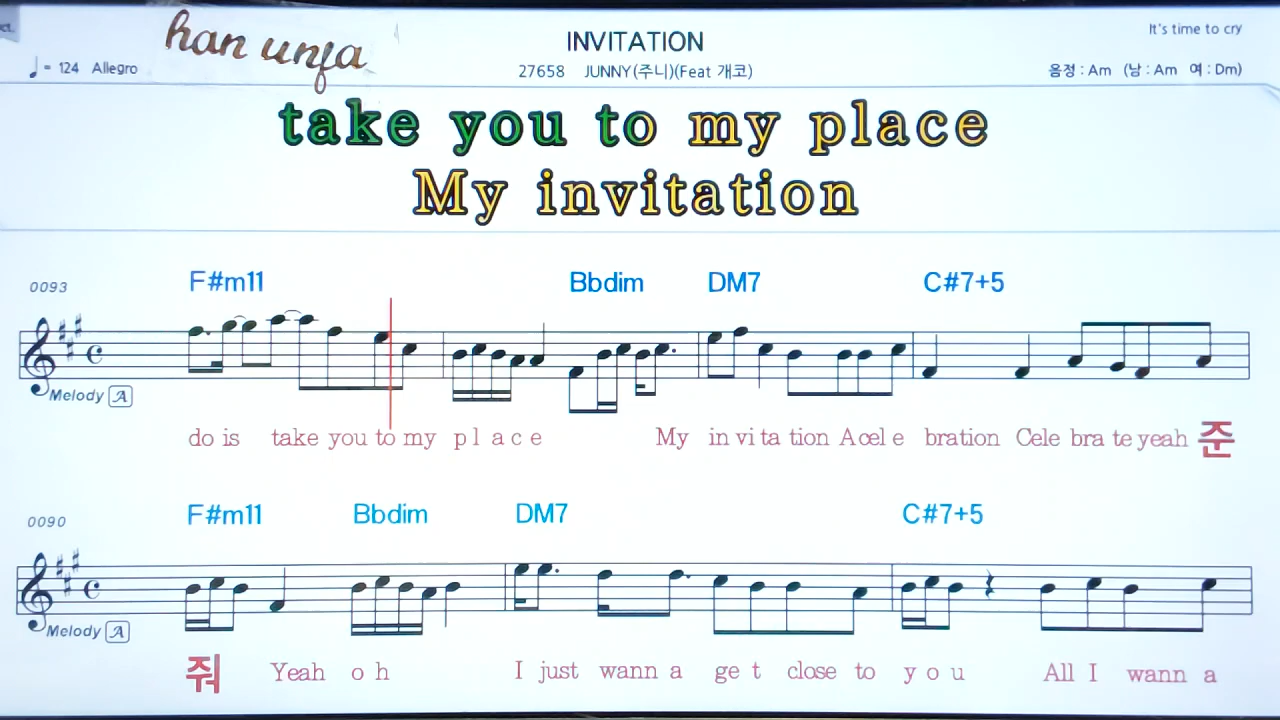 ct.
han unfa
INVITATION
It's time to cry
♩= 124 Allegro
27658 JUNNY(주니)(Feat 개코)
음정 : Am (남 : Am 여 : Dm)
take you to my place
My invitation
0093
F#m11 Bbdim DM7 C#7+5
Melody A
do is take you to my place My in vi ta tion Accel e bration Cele bra te yeah 준
0090
F#m11 Bbdim DM7 C#7+5
Melody A
줘 Yeah o h I just wann a ge t close to y o u All I wann a